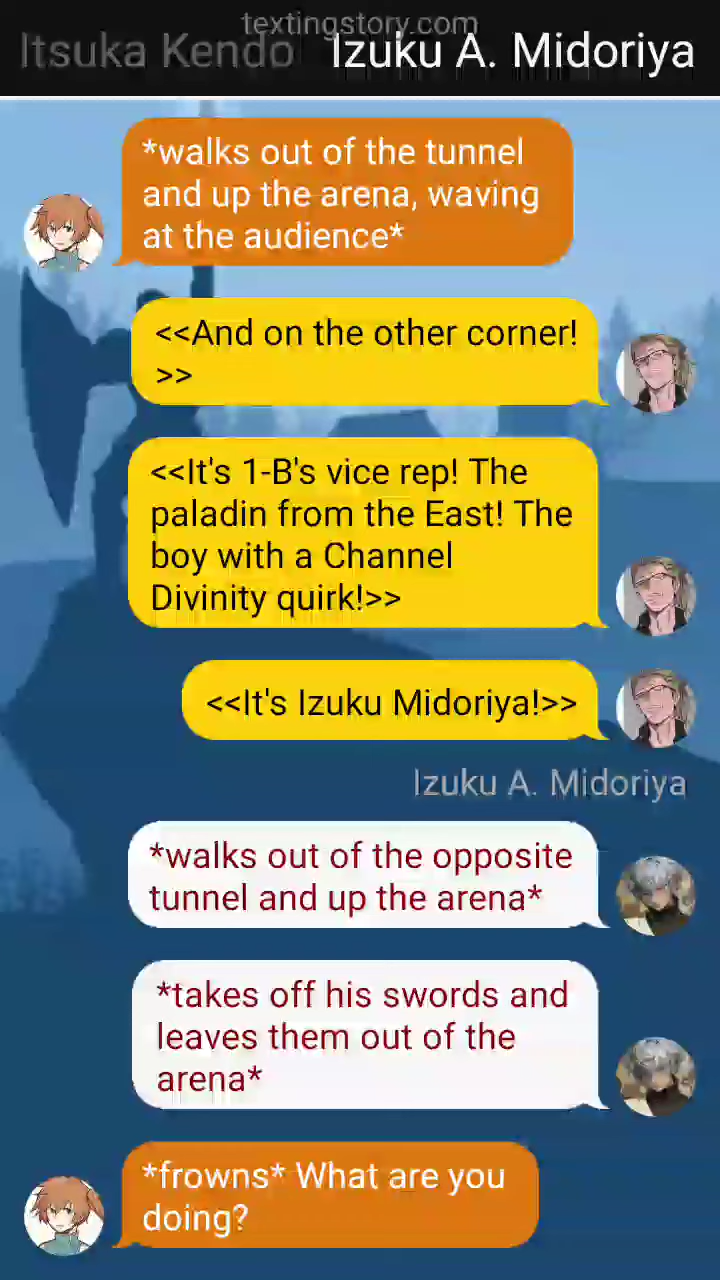 textingstory.com
Itsuka Kendo Izuku A. Midoriya
*walks out of the tunnel
and up the arena, waving
at the audience*
<<And on the other corner!
>>
<<It's 1-B's vice rep! The
paladin from the East! The
boy with a Channel
Divinity quirk!>>
<<It's Izuku Midoriya!>>
Izuku A. Midoriya
*walks out of the opposite
tunnel and up the arena*
*takes off his swords and
leaves them out of the
arena*
*frowns* What are you
doing?